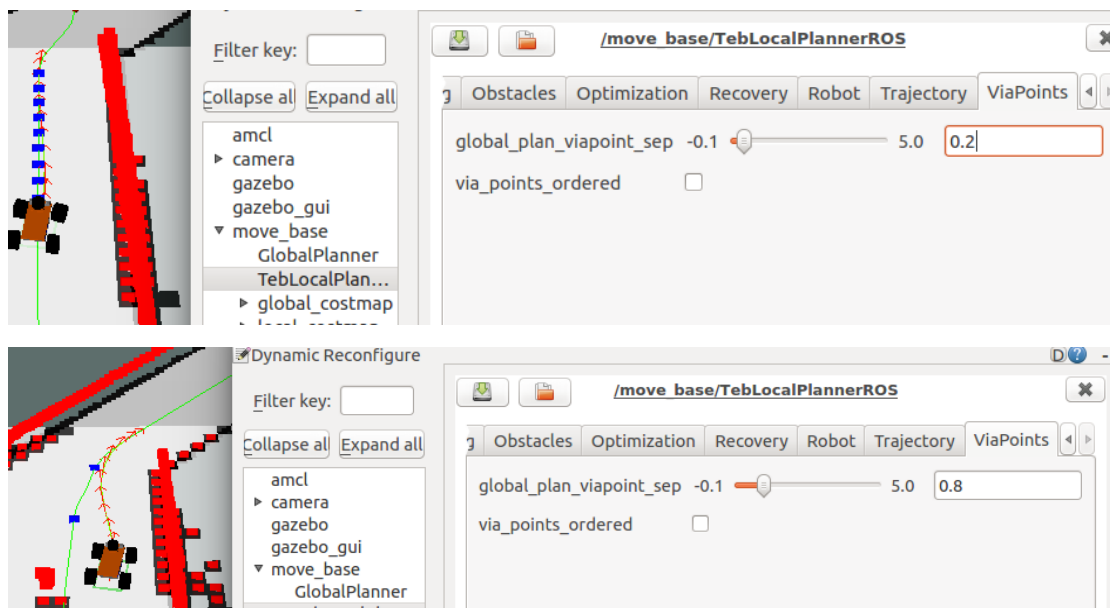 Filter key:
/move_base/TebLocalPlannerROS
Collapse al Expand all
g Obstacles Optimization Recovery Robot Trajectory ViaPoints
global_plan_viapoint_sep -0.1 5.0 0.2
via_points_ordered
amcl
camera
gazebo
gazebo_gui
move_base
GlobalPlanner
TebLocalPlan...
global_costmap
Dynamic Reconfigure
D ? -
Filter key:
/move_base/TebLocalPlannerROS
Collapse all Expand all
g Obstacles Optimization Recovery Robot Trajectory ViaPoints
global_plan_viapoint_sep -0.1 5.0 0.8
via_points_ordered
amcl
camera
gazebo
gazebo_gui
move_base
GlobalPlanner